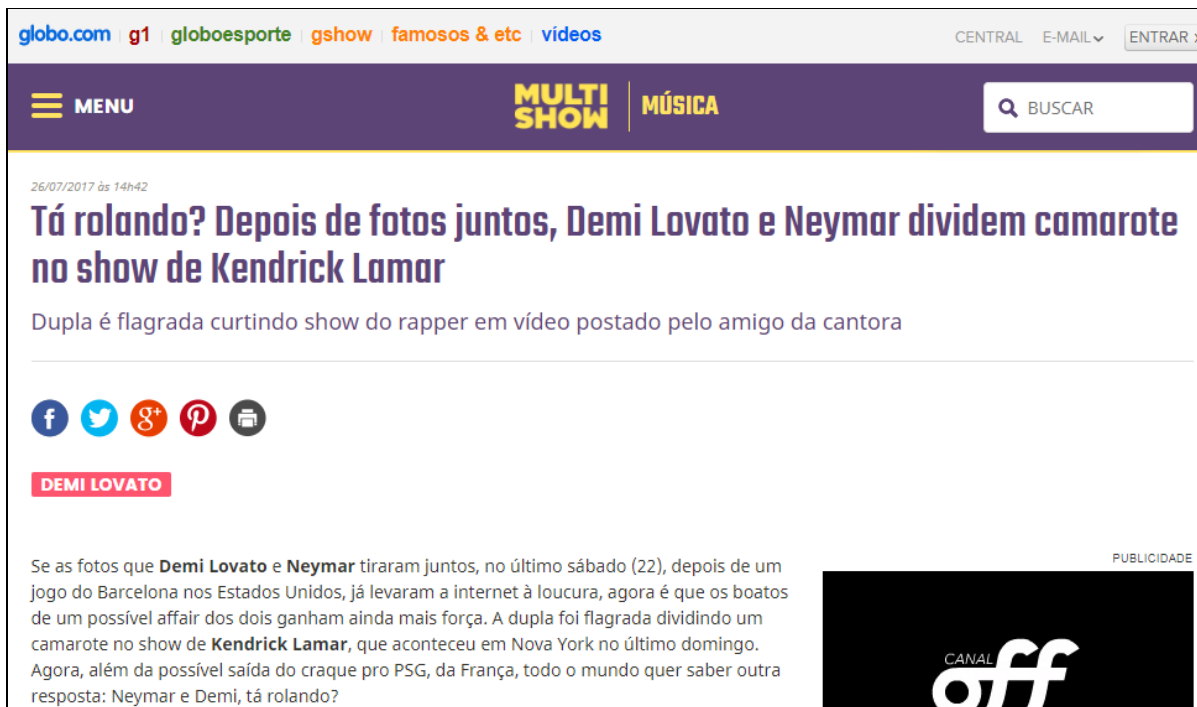 globo.com g1 globoesporte gshow famosos & etc vídeos CENTRAL E-MAIL ENTRAR ›
MENU MULTI SHOW MÚSICA BUSCAR
26/07/2017 às 14h42
Tá rolando? Depois de fotos juntos, Demi Lovato e Neymar dividem camarote
no show de Kendrick Lamar
Dupla é flagrada curtindo show do rapper em vídeo postado pelo amigo da cantora
DEMI LOVATO
Se as fotos que Demi Lovato e Neymar tiraram juntos, no último sábado (22), depois de um
jogo do Barcelona nos Estados Unidos, já levaram a internet à loucura, agora é que os boatos
de um possível affair dos dois ganham ainda mais força. A dupla foi flagrada dividindo um
camarote no show de Kendrick Lamar, que aconteceu em Nova York no último domingo.
Agora, além da possível saída do craque pro PSG, da França, todo o mundo quer saber outra
resposta: Neymar e Demi, tá rolando?
PUBLICIDADE
CANAL
off